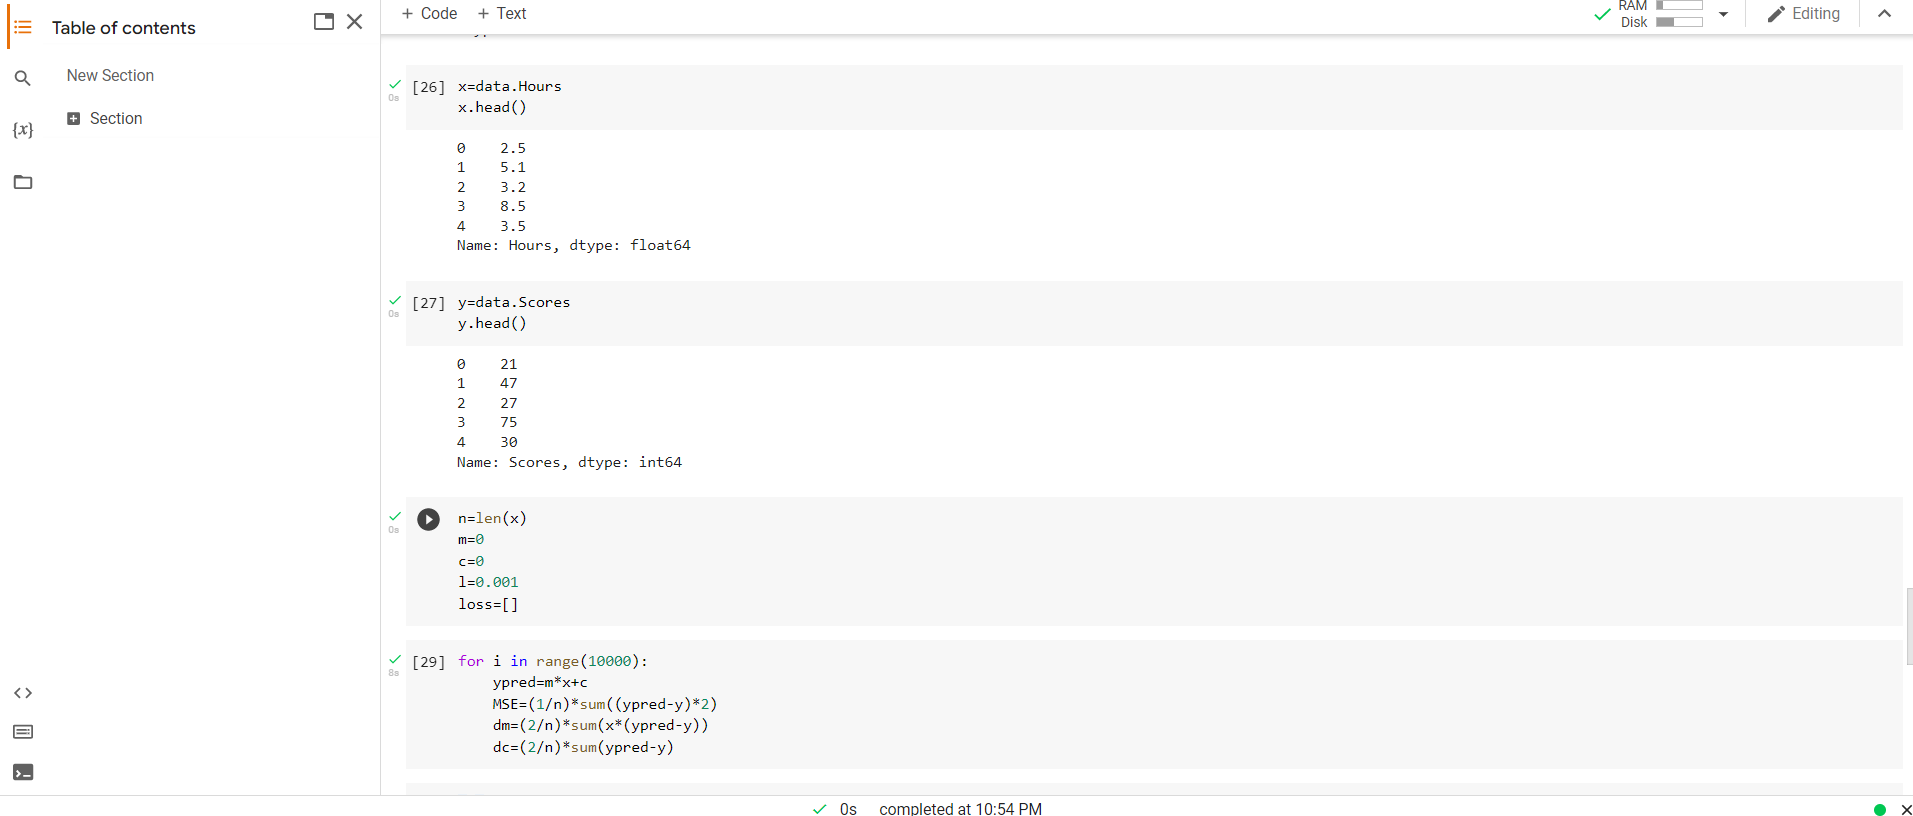 Table of contents
New Section
Section
{x}
+ Code + Text
RAM
Disk
Editing
[26] x=data.Hours
x.head()
0s
0 2.5
1 5.1
2 3.2
3 8.5
4 3.5
Name: Hours, dtype: float64
[27] y=data.Scores
y.head()
0s
0 21
1 47
2 27
3 75
4 30
Name: Scores, dtype: int64
n=len(x)
0s
m=0
c=0
l=0.001
loss=[]
[29] for i in range(10000):
8s
ypred=m*x+c
MSE=(1/n)*sum((ypred-y)*2)
dm=(2/n)*sum(x*(ypred-y))
dc=(2/n)*sum(ypred-y)
0s completed at 10:54 PM